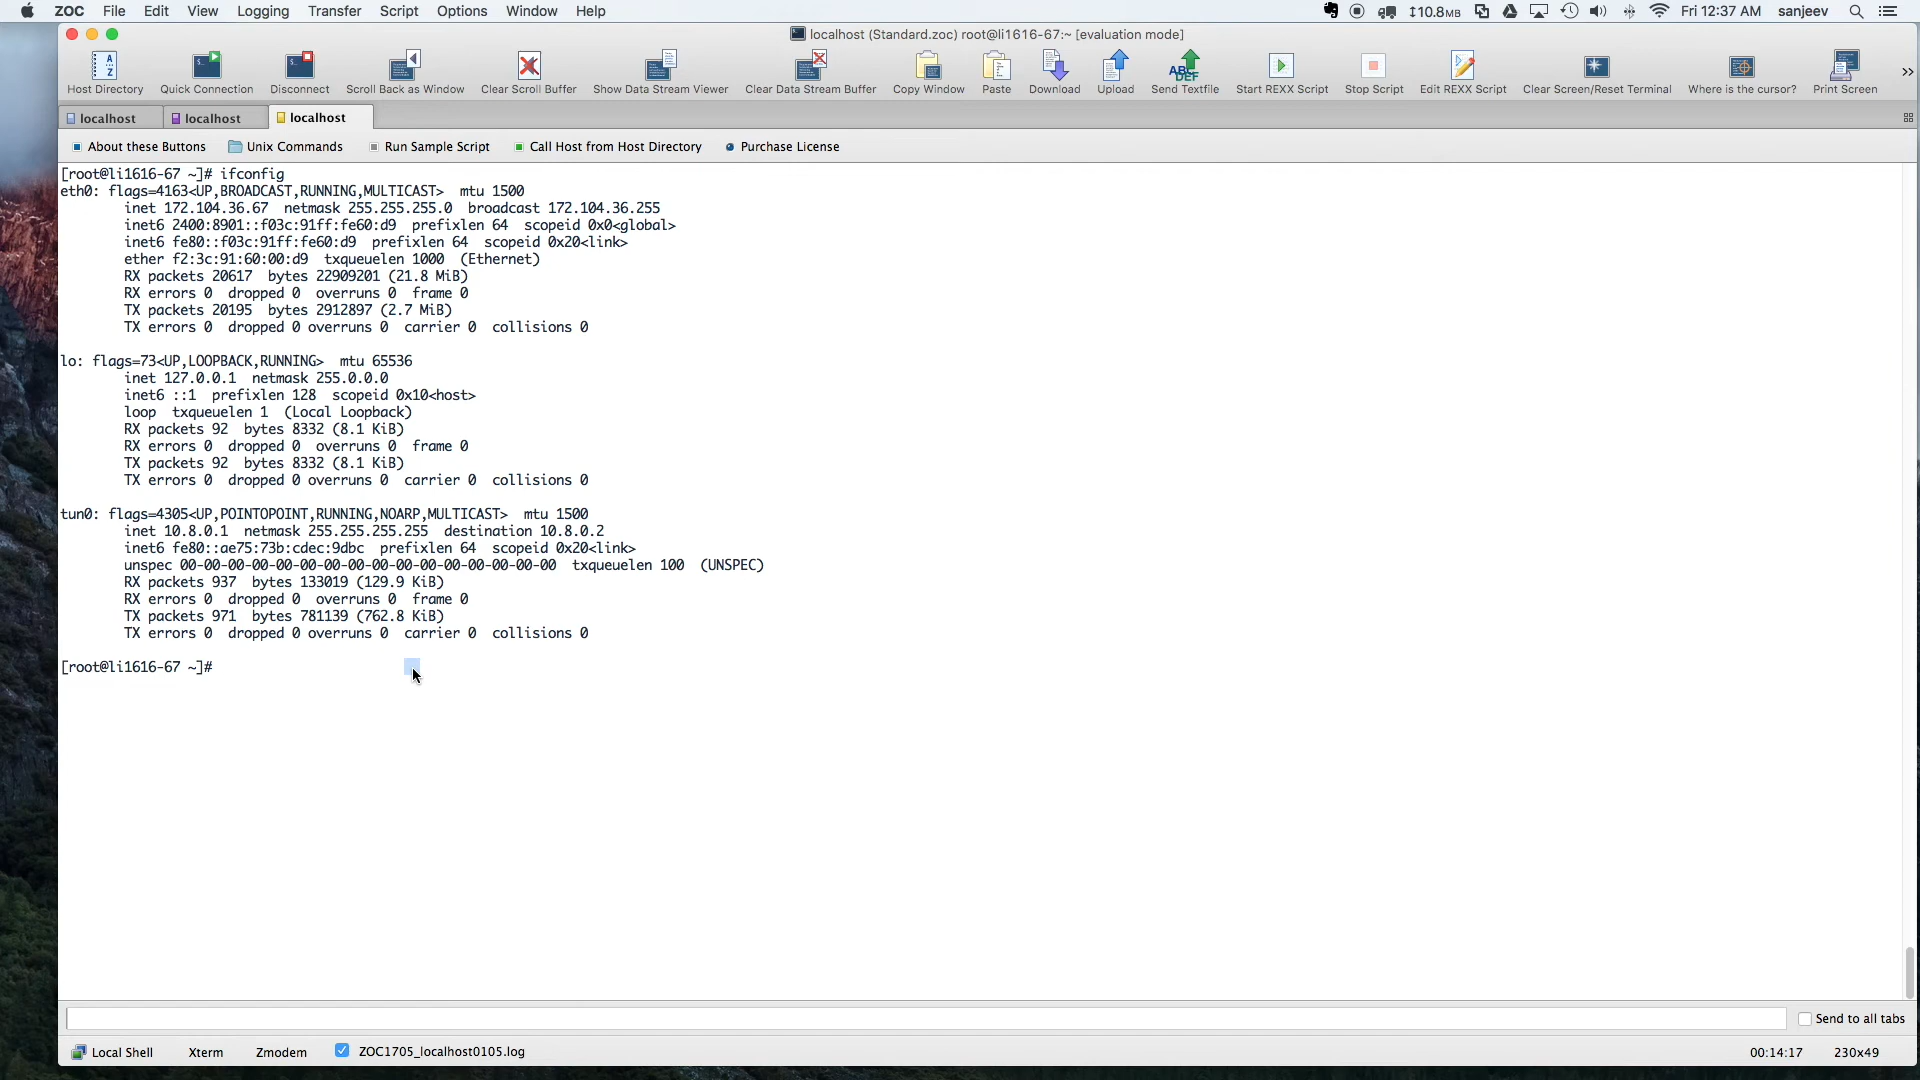 ZOC File Edit View Logging Transfer Script Options Window Help 10.8MB Fri 12:37 AM sanjeev
localhost (Standard.zoc) root@li1616-67:~ [evaluation mode]
Host Directory Quick Connection Disconnect Scroll Back as Window Clear Scroll Buffer Show Data Stream Viewer Clear Data Stream Buffer Copy Window Paste Download Upload Send Textfile Start REXX Script Stop Script Edit REXX Script Clear Screen/Reset Terminal Where is the cursor? Print Screen
localhost localhost localhost
About these Buttons Unix Commands Run Sample Script Call Host from Host Directory Purchase License
[root@li1616-67 ~]# ifconfig
eth0: flags=4163<UP,BROADCAST,RUNNING,MULTICAST>  mtu 1500
inet 172.104.36.67  netmask 255.255.255.0  broadcast 172.104.36.255
inet6 2400:8901::f03c:91ff:fe60:d9  prefixlen 64  scopeid 0x0<global>
inet6 fe80::f03c:91ff:fe60:d9  prefixlen 64  scopeid 0x20<link>
ether f2:3c:91:60:00:d9  txqueuelen 1000  (Ethernet)
RX packets 20617  bytes 22909201 (21.8 MiB)
RX errors 0  dropped 0  overruns 0  frame 0
TX packets 20195  bytes 2912897 (2.7 MiB)
TX errors 0  dropped 0 overruns 0  carrier 0  collisions 0
lo: flags=73<UP,LOOPBACK,RUNNING>  mtu 65536
inet 127.0.0.1  netmask 255.0.0.0
inet6 ::1  prefixlen 128  scopeid 0x10<host>
loop  txqueuelen 1  (Local Loopback)
RX packets 92  bytes 8332 (8.1 KiB)
RX errors 0  dropped 0  overruns 0  frame 0
TX packets 92  bytes 8332 (8.1 KiB)
TX errors 0  dropped 0 overruns 0  carrier 0  collisions 0
tun0: flags=4305<UP,POINTOPOINT,RUNNING,NOARP,MULTICAST>  mtu 1500
inet 10.8.0.1  netmask 255.255.255.255  destination 10.8.0.2
inet6 fe80::ae75:73b:cdec:9dbc  prefixlen 64  scopeid 0x20<link>
unspec 00-00-00-00-00-00-00-00-00-00-00-00-00-00-00-00  txqueuelen 100  (UNSPEC)
RX packets 937  bytes 133019 (129.9 KiB)
RX errors 0  dropped 0  overruns 0  frame 0
TX packets 971  bytes 781139 (762.8 KiB)
TX errors 0  dropped 0 overruns 0  carrier 0  collisions 0
[root@li1616-67 ~]#
Send to all tabs
Local Shell Xterm Zmodem ZOC1705_localhost0105.log 00:14:17 230x49